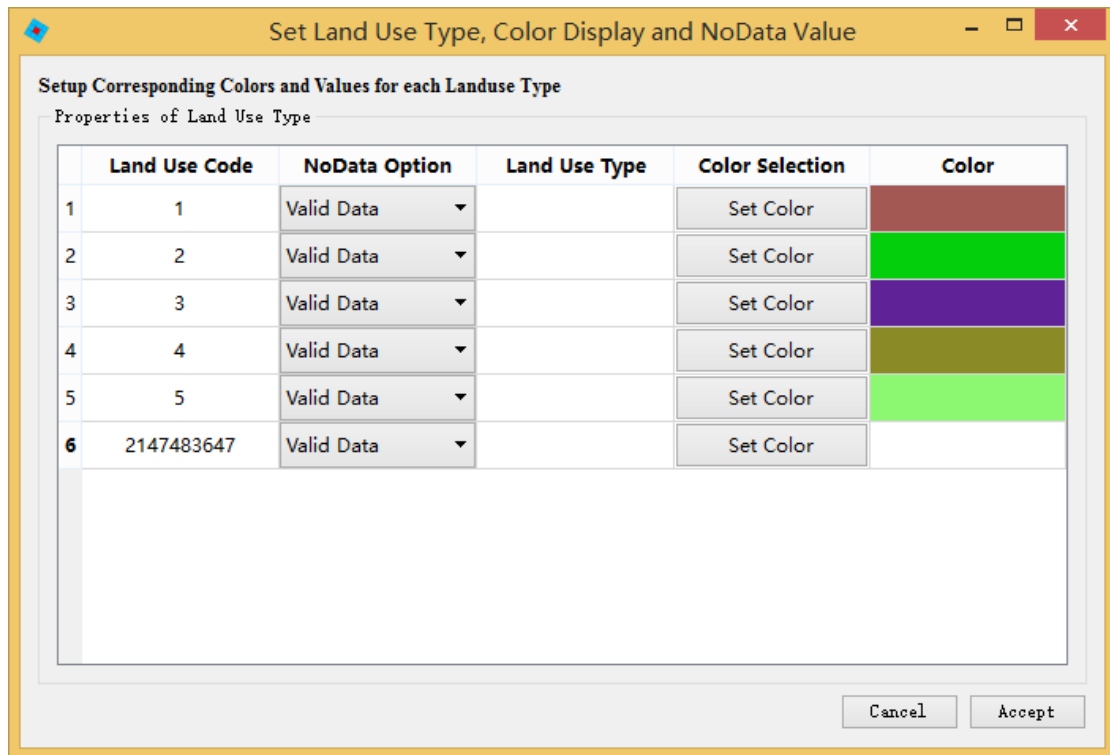 Set Land Use Type, Color Display and NoData Value
Setup Corresponding Colors and Values for each Landuse Type
Properties of Land Use Type
Land Use Code NoData Option Land Use Type Color Selection Color
1 1 Valid Data Set Color
2 2 Valid Data Set Color
3 3 Valid Data Set Color
4 4 Valid Data Set Color
5 5 Valid Data Set Color
6 2147483647 Valid Data Set Color
Cancel Accept